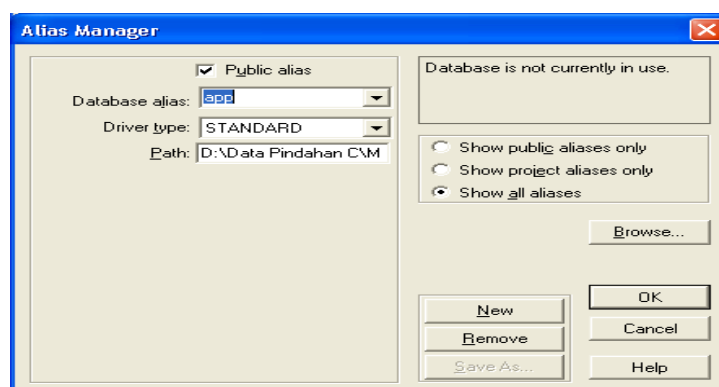 Alias Manager
Public alias
Database alias: app
Driver type: STANDARD
Path: D:\Data Pindahan C\M
Database is not currently in use.
Show public aliases only
Show project aliases only
Show all aliases
Browse...
New
Remove
Save As...
OK
Cancel
Help